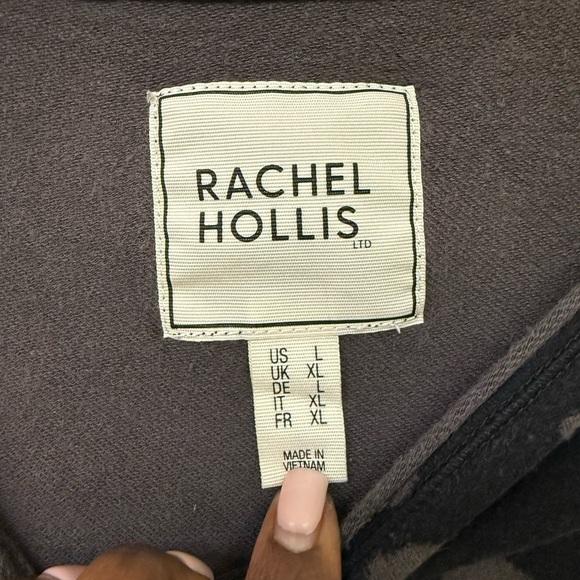 RACHEL
HOLLIS
LTD
US L
UK XL
DE L
IT XL
FR XL
MADE IN
VIETNAM